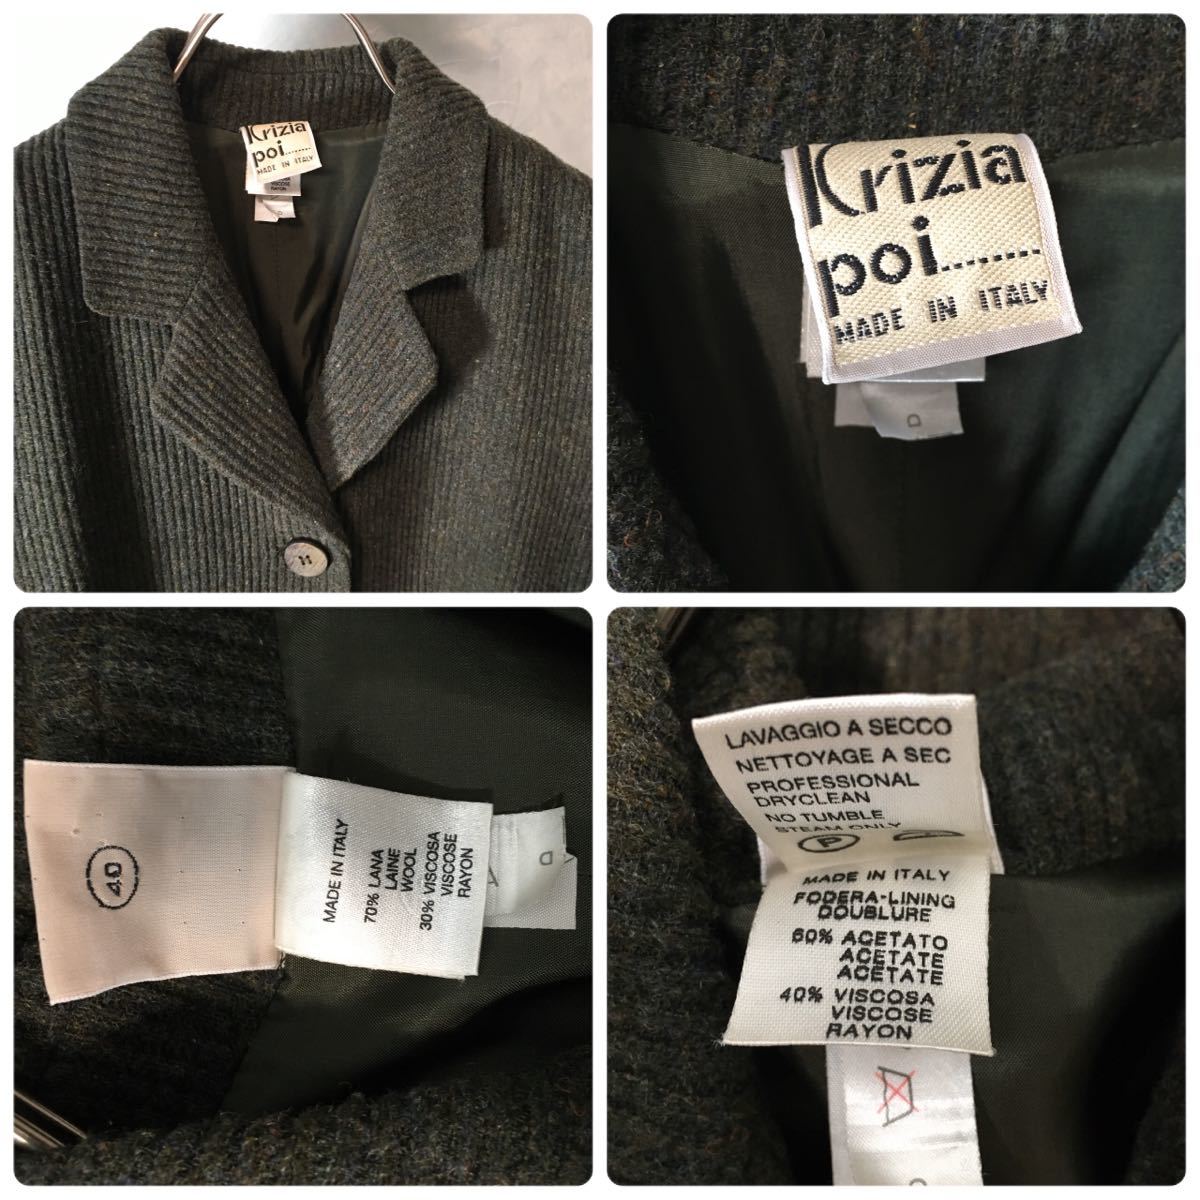 Krizia
poi........
MADE IN ITALY
VISCOSE
RAYON
D
Krizia
poi........
MADE IN ITALY
D
40
MADE IN ITALY
70% LANA
LAINE
WOOL
30% VISCOSA
VISCOSE
RAYON
D
A
LAVAGGIO A SECCO
NETTOYAGE A SEC
PROFESSIONAL
DRYCLEAN
NO TUMBLE
STEAM ONLY
P
MADE IN ITALY
FODERA-LINING
DOUBLURE
60% ACETATO
ACETATE
ACETATE
40% VISCOSA
VISCOSE
RAYON